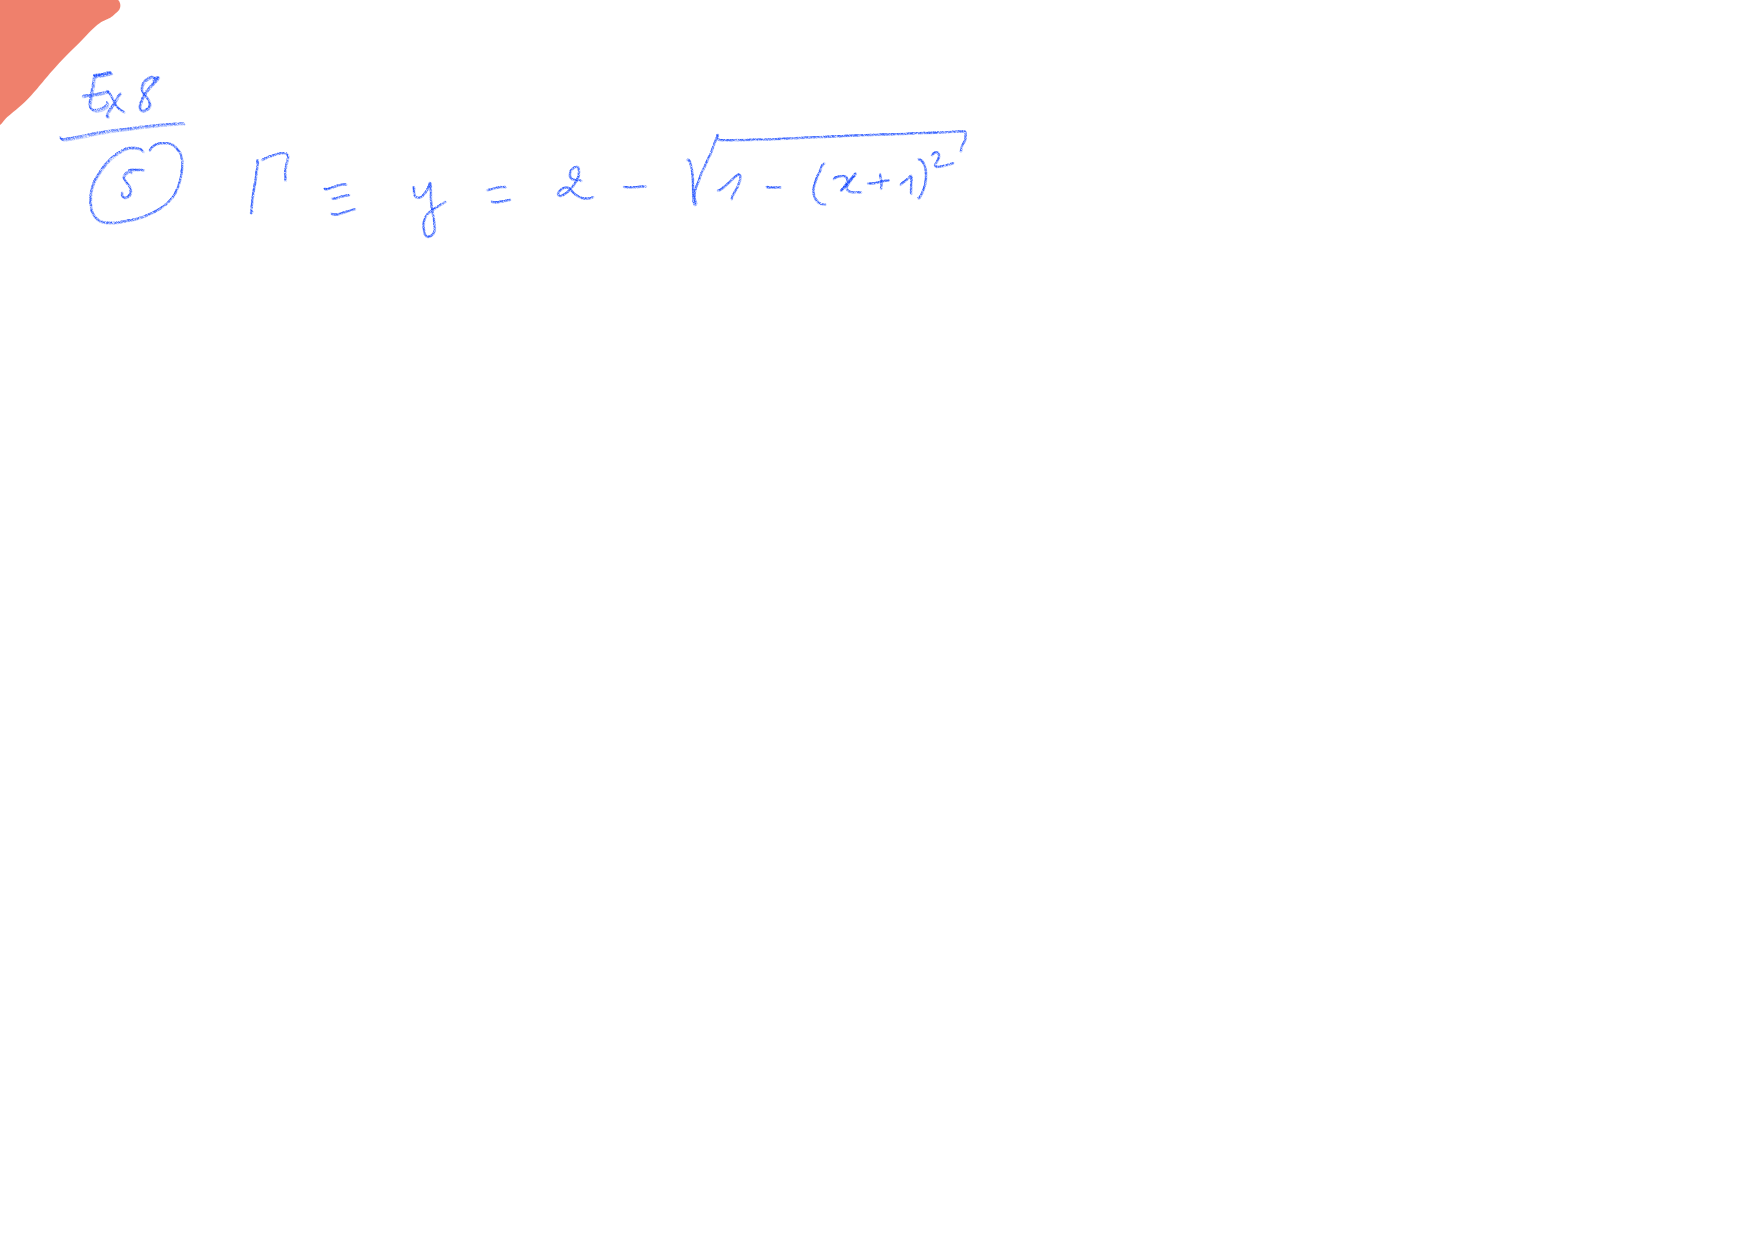 Ex 8
⑤ Γ ≡ y = 2 - √(1 - (x+1)²)